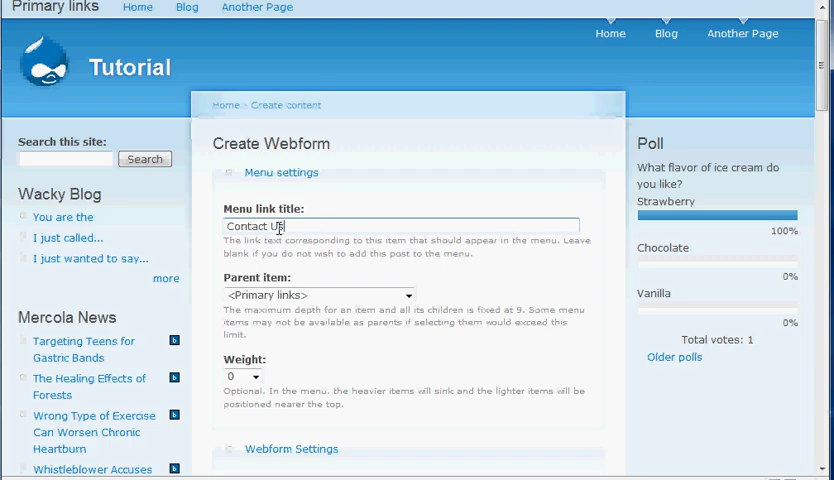 Primary links Home Blog Another Page
Home Blog Another Page
Tutorial
Home › Create content
Search this site:
Search
Wacky Blog
You are the
I just called...
I just wanted to say...
more
Mercola News
Targeting Teens for
Gastric Bands
The Healing Effects of
Forests
Wrong Type of Exercise
Can Worsen Chronic
Heartburn
Whistleblower Accuses
Create Webform
Menu settings
Menu link title:
Contact Us
The link text corresponding to this item that should appear in the menu. Leave
blank if you do not wish to add this post to the menu.
Parent item:
<Primary links>
The maximum depth for an item and all its children is fixed at 9. Some menu
items may not be available as parents if selecting them would exceed this
limit.
Weight:
0
Optional. In the menu, the heavier items will sink and the lighter items will be
positioned nearer the top.
Webform Settings
Poll
What flavor of ice cream do
you like?
Strawberry
100%
Chocolate
0%
Vanilla
0%
Total votes: 1
Older polls